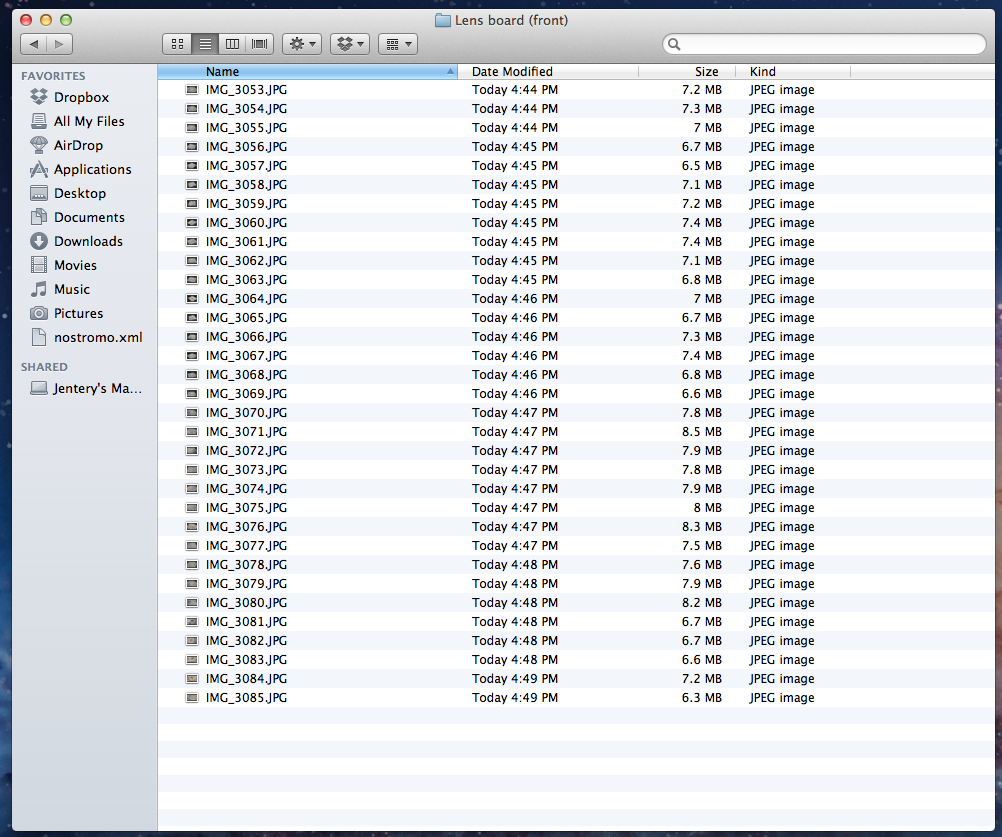 Lens board (front)
FAVORITES
Dropbox
All My Files
AirDrop
Applications
Desktop
Documents
Downloads
Movies
Music
Pictures
nostromo.xml
SHARED
Jentery's Ma...
Name Date Modified Size Kind
IMG_3053.JPG Today 4:44 PM 7.2 MB JPEG image
IMG_3054.JPG Today 4:44 PM 7.3 MB JPEG image
IMG_3055.JPG Today 4:44 PM 7 MB JPEG image
IMG_3056.JPG Today 4:45 PM 6.7 MB JPEG image
IMG_3057.JPG Today 4:45 PM 6.5 MB JPEG image
IMG_3058.JPG Today 4:45 PM 7.1 MB JPEG image
IMG_3059.JPG Today 4:45 PM 7.2 MB JPEG image
IMG_3060.JPG Today 4:45 PM 7.4 MB JPEG image
IMG_3061.JPG Today 4:45 PM 7.4 MB JPEG image
IMG_3062.JPG Today 4:45 PM 7.1 MB JPEG image
IMG_3063.JPG Today 4:45 PM 6.8 MB JPEG image
IMG_3064.JPG Today 4:46 PM 7 MB JPEG image
IMG_3065.JPG Today 4:46 PM 6.7 MB JPEG image
IMG_3066.JPG Today 4:46 PM 7.3 MB JPEG image
IMG_3067.JPG Today 4:46 PM 7.4 MB JPEG image
IMG_3068.JPG Today 4:46 PM 6.8 MB JPEG image
IMG_3069.JPG Today 4:46 PM 6.6 MB JPEG image
IMG_3070.JPG Today 4:47 PM 7.8 MB JPEG image
IMG_3071.JPG Today 4:47 PM 8.5 MB JPEG image
IMG_3072.JPG Today 4:47 PM 7.9 MB JPEG image
IMG_3073.JPG Today 4:47 PM 7.8 MB JPEG image
IMG_3074.JPG Today 4:47 PM 7.9 MB JPEG image
IMG_3075.JPG Today 4:47 PM 8 MB JPEG image
IMG_3076.JPG Today 4:47 PM 8.3 MB JPEG image
IMG_3077.JPG Today 4:47 PM 7.5 MB JPEG image
IMG_3078.JPG Today 4:48 PM 7.6 MB JPEG image
IMG_3079.JPG Today 4:48 PM 7.9 MB JPEG image
IMG_3080.JPG Today 4:48 PM 8.2 MB JPEG image
IMG_3081.JPG Today 4:48 PM 6.7 MB JPEG image
IMG_3082.JPG Today 4:48 PM 6.7 MB JPEG image
IMG_3083.JPG Today 4:48 PM 6.6 MB JPEG image
IMG_3084.JPG Today 4:49 PM 7.2 MB JPEG image
IMG_3085.JPG Today 4:49 PM 6.3 MB JPEG image